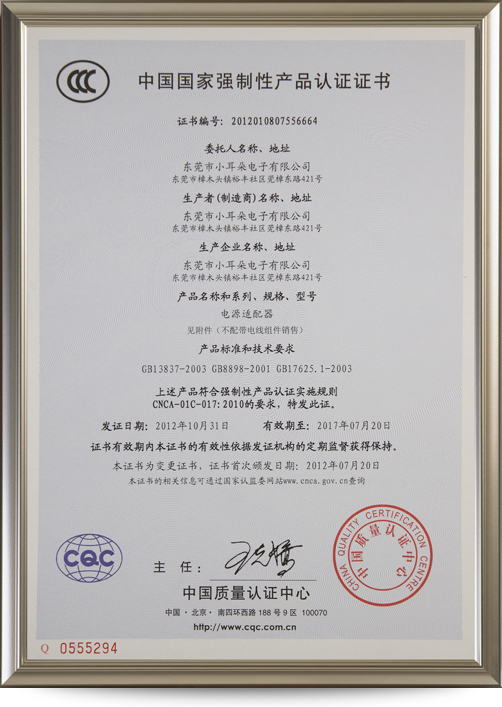 CCC
中国国家强制性产品认证证书
证书编号：2012010807556664
委托人名称、地址
东莞市小耳朵电子有限公司
东莞市樟木头镇裕丰社区莞樟东路421号
生产者(制造商)名称、地址
东莞市小耳朵电子有限公司
东莞市樟木头镇裕丰社区莞樟东路421号
生产企业名称、地址
东莞市小耳朵电子有限公司
东莞市樟木头镇裕丰社区莞樟东路421号
产品名称和系列、规格、型号
电源适配器
见附件（不配带电线组件销售）
产品标准和技术要求
GB13837-2003 GB8898-2001 GB17625.1-2003
上述产品符合强制性产品认证实施规则
CNCA-01C-017:2010的要求，特发此证。
发证日期：2012年10月31日 有效期至：2017年07月20日
证书有效期内本证书的有效性依据发证机构的定期监督获得保持。
本证书为变更证书，证书首次颁发日期：2012年07月20日
本证书的相关信息可通过国家认监委网站www.cnca.gov.cn查询
CHINA QUALITY CERTIFICATION CENTRE
中国质量认证中心
CQC
主任：
中国质量认证中心
中国·北京·南四环西路188号9区 100070
http://www.cqc.com.cn
Q 0555294